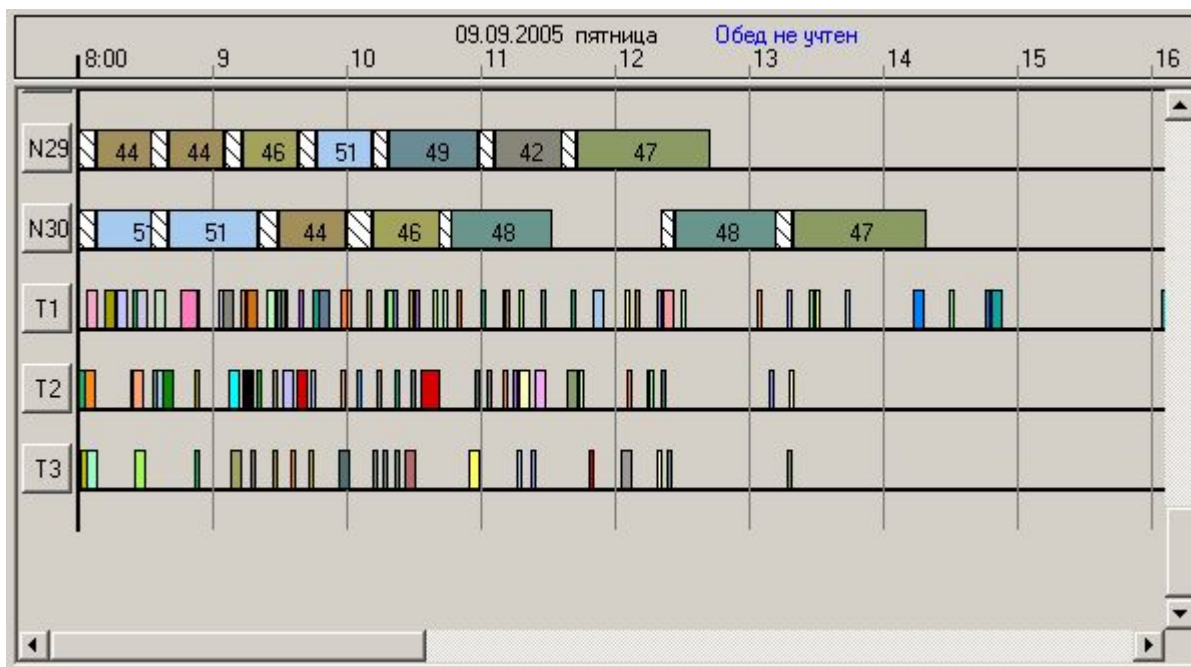 09.09.2005 пятница Обед не учтен
8:00 9 10 11 12 13 14 15 16
N29 44 44 46 51 49 42 47
N30 51 51 44 46 48 48 47
T1
T2
T3